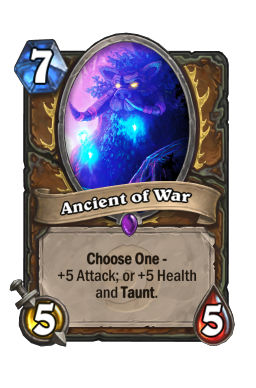 7
Ancient of War
Choose One -
+5 Attack; or +5 Health
and Taunt.
5 5